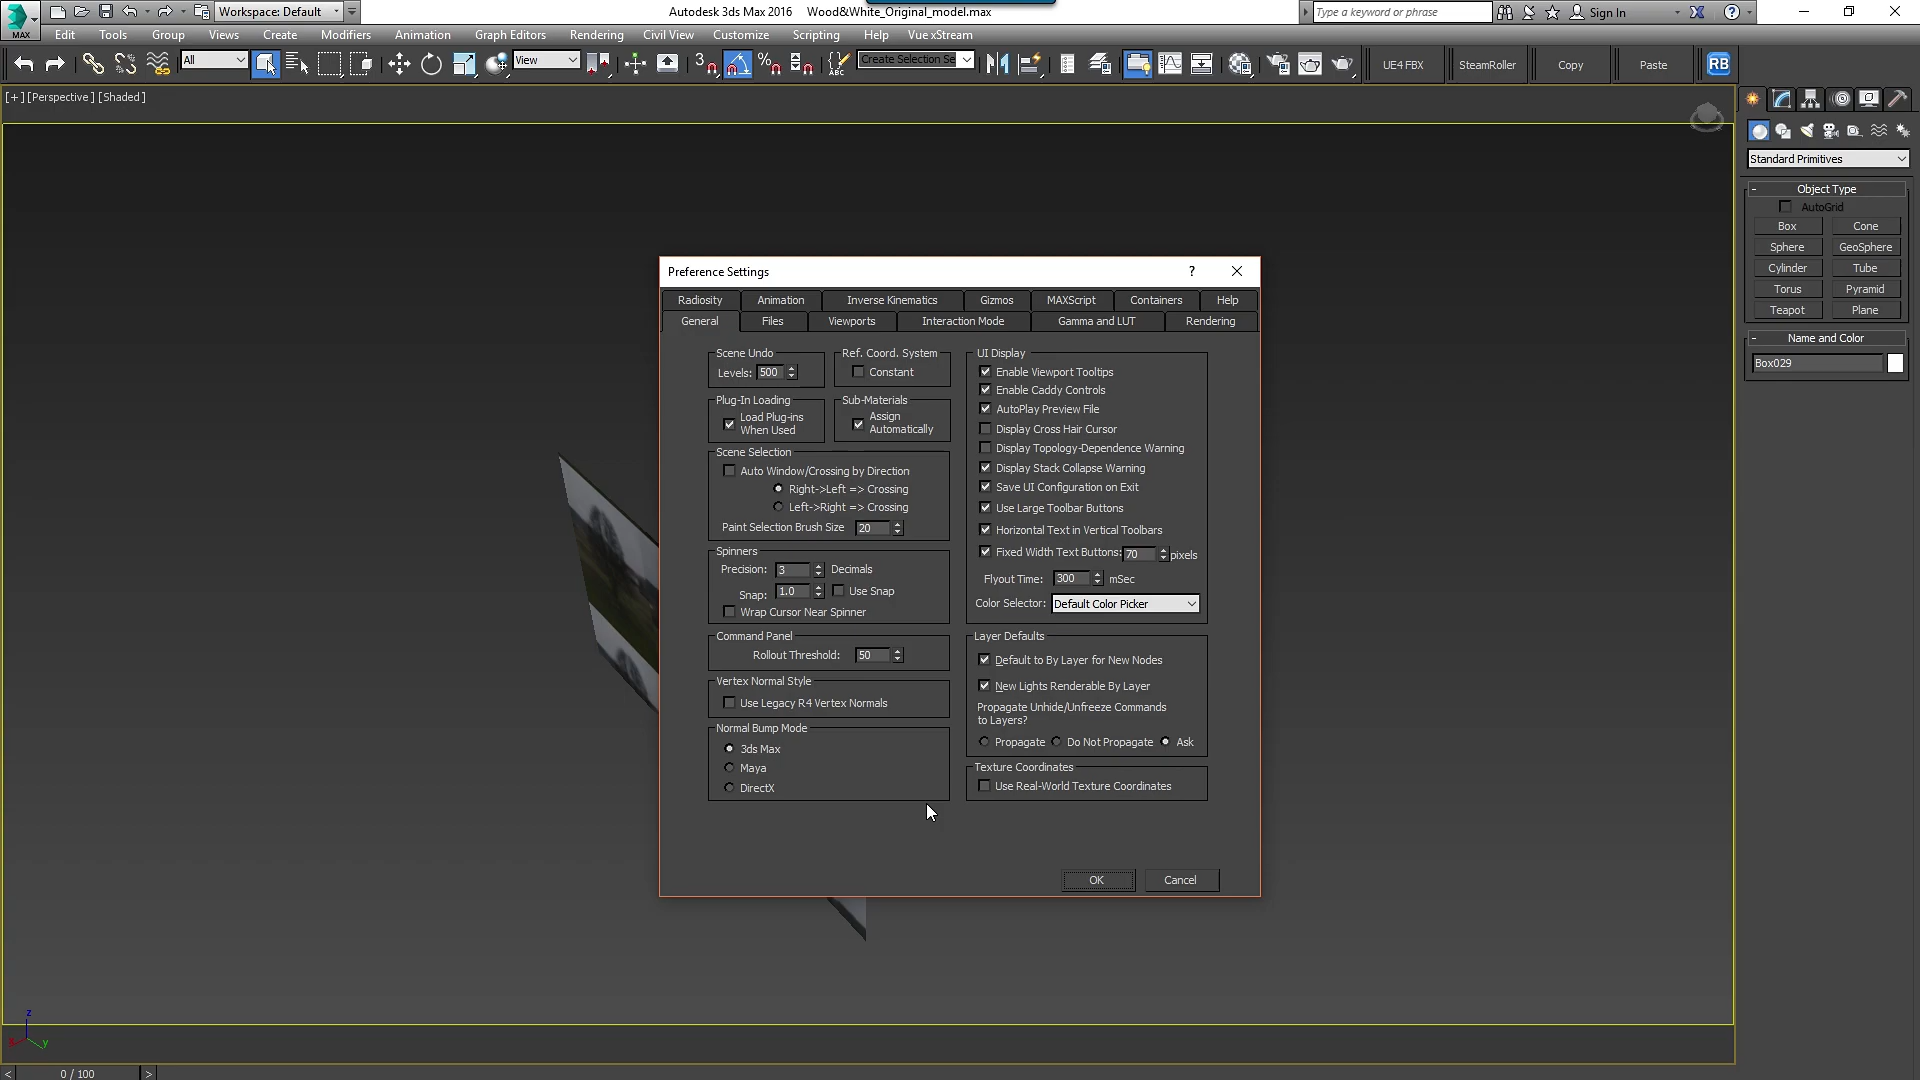 Workspace: Default
Autodesk 3ds Max 2016 Wood&White_Original_model.max
Type a keyword or phrase
Sign In
MAX
Edit Tools Group Views Create Modifiers Animation Graph Editors Rendering Civil View Customize Scripting Help Vue xStream
All
View
3
%
ABC
Create Selection Se
UE4 FBX
SteamRoller
Copy
Paste
RB
[+] [Perspective] [Shaded]
Standard Primitives
- Object Type
AutoGrid
Box Cone
Sphere GeoSphere
Cylinder Tube
Torus Pyramid
Teapot Plane
- Name and Color
Box029
Preference Settings
?
Radiosity Animation Inverse Kinematics Gizmos MAXScript Containers Help
General Files Viewports Interaction Mode Gamma and LUT Rendering
Scene Undo
Levels: 500
Ref. Coord. System
Constant
Plug-In Loading
Load Plug-ins
When Used
Sub-Materials
Assign
Automatically
Scene Selection
Auto Window/Crossing by Direction
Right->Left => Crossing
Left->Right => Crossing
Paint Selection Brush Size 20
Spinners
Precision: 3 Decimals
Snap: 1.0 Use Snap
Wrap Cursor Near Spinner
Command Panel
Rollout Threshold: 50
Vertex Normal Style
Use Legacy R4 Vertex Normals
Normal Bump Mode
3ds Max
Maya
DirectX
UI Display
Enable Viewport Tooltips
Enable Caddy Controls
AutoPlay Preview File
Display Cross Hair Cursor
Display Topology-Dependence Warning
Display Stack Collapse Warning
Save UI Configuration on Exit
Use Large Toolbar Buttons
Horizontal Text in Vertical Toolbars
Fixed Width Text Buttons: 70 pixels
Flyout Time: 300 mSec
Color Selector: Default Color Picker
Layer Defaults
Default to By Layer for New Nodes
New Lights Renderable By Layer
Propagate Unhide/Unfreeze Commands
to Layers?
Propagate Do Not Propagate Ask
Texture Coordinates
Use Real-World Texture Coordinates
OK Cancel
z
x y
< 0 / 100 >